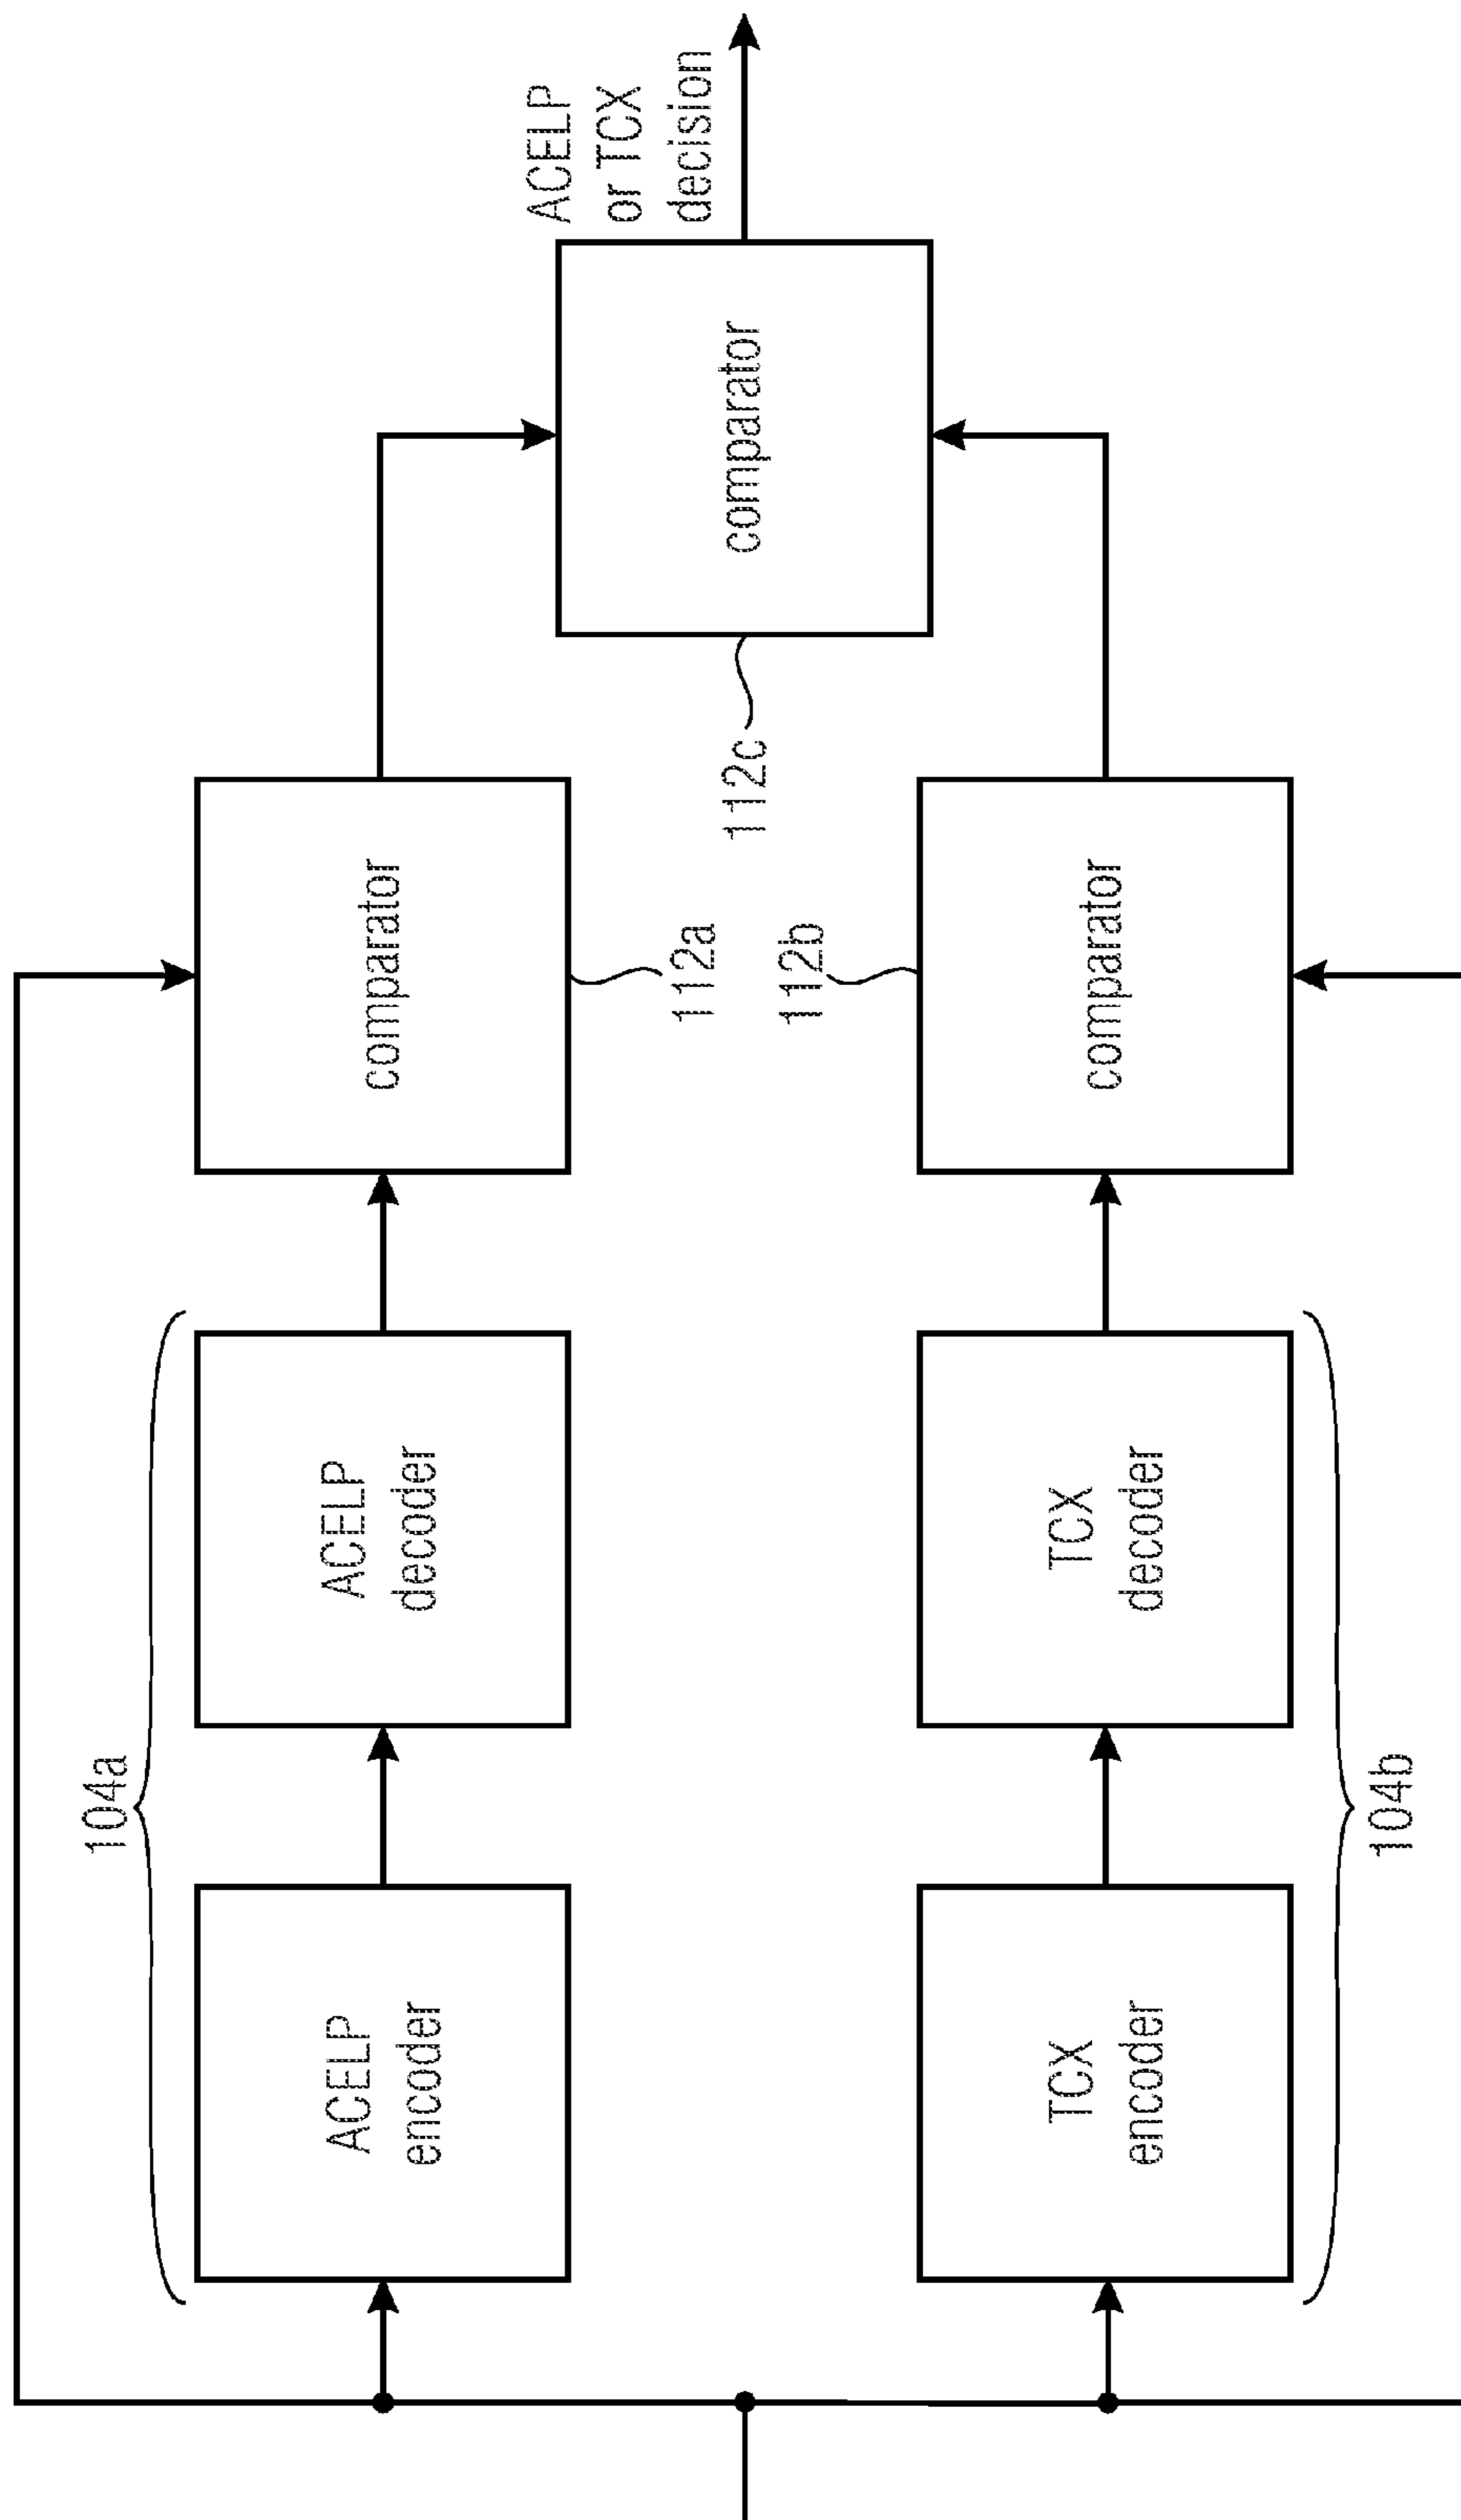 104a
ACELP
encoder
ACELP
decoder
comparator
112a
ACELP
or TCX
decision
comparator
112c
112b
TCX
encoder
TCX
decoder
comparator
104b